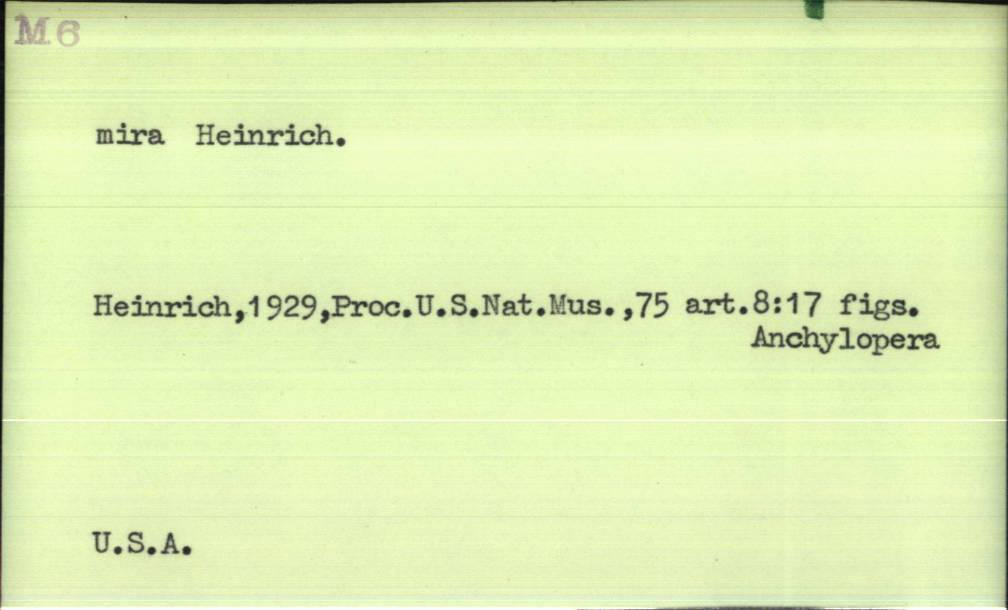 M6
mira Heinrich.
Heinrich,1929,Proc.U.S.Nat.Mus.,75 art.8:17 figs.
Anchylopera
U.S.A.